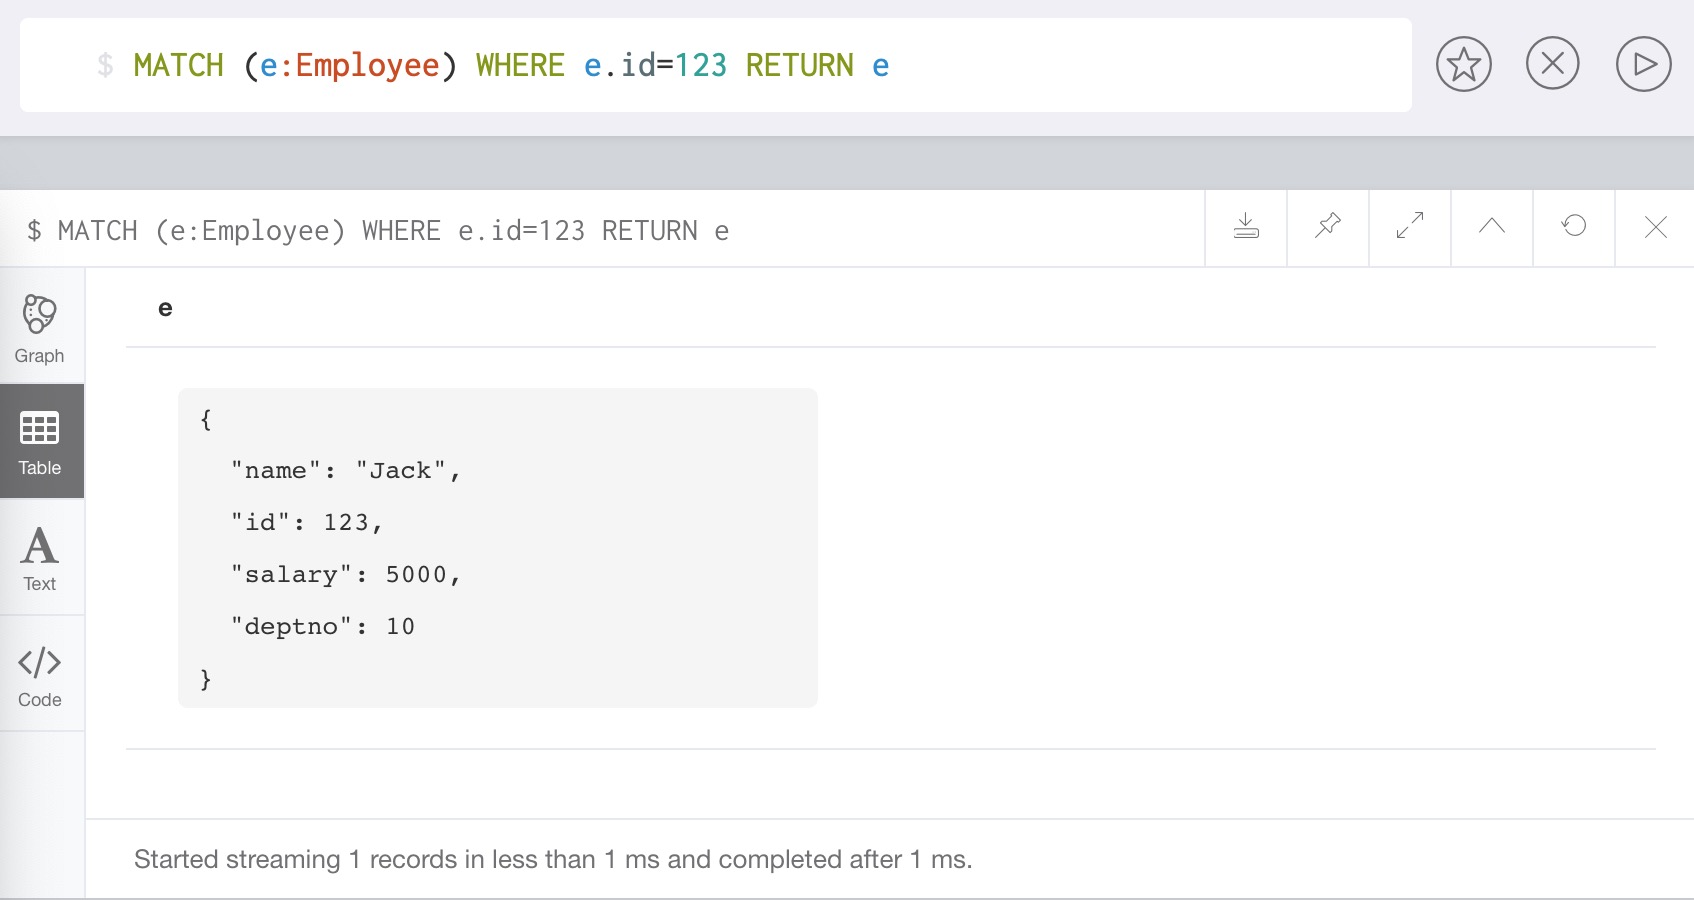 $ MATCH (e:Employee) WHERE e.id=123 RETURN e
$ MATCH (e:Employee) WHERE e.id=123 RETURN e
Graph
Table
A
Text
</>
Code
e
{
"name": "Jack",
"id": 123,
"salary": 5000,
"deptno": 10
}
Started streaming 1 records in less than 1 ms and completed after 1 ms.